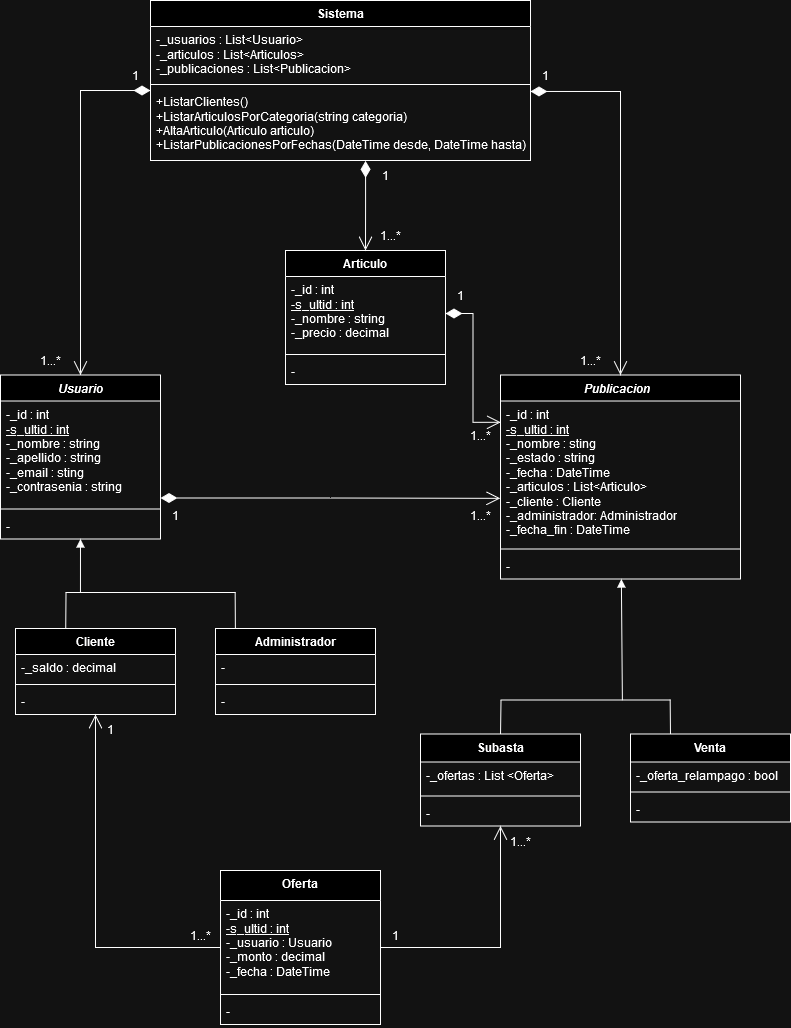 Sistema
-_usuarios : List<Usuario>
-_articulos : List<Articulos>
-_publicaciones : List<Publicacion>
+ListarClientes()
+ListarArticulosPorCategoria(string categoria)
+AltaArticulo(Articulo articulo)
+ListarPublicacionesPorFechas(DateTime desde, DateTime hasta)
1
1
1
1...*
Articulo
-_id : int
-s_ultid : int
-_nombre : string
-_precio : decimal
-
1
1...*
1...*
1...*
Usuario
-_id : int
-s_ultid : int
-_nombre : string
-_apellido : string
-_email : sting
-_contrasenia : string
-
1
1...*
Publicacion
-_id : int
-s_ultid : int
-_nombre : sting
-_estado : string
-_fecha : DateTime
-_articulos : List<Articulo>
-_cliente : Cliente
-_administrador: Administrador
-_fecha_fin : DateTime
-
Cliente
-_saldo : decimal
-
Administrador
-
-
1
Subasta
-_ofertas : List <Oferta>
-
Venta
-_oferta_relampago : bool
-
1...*
Oferta
-_id : int
-s_ultid : int
-_usuario : Usuario
-_monto : decimal
-_fecha : DateTime
-
1...*
1